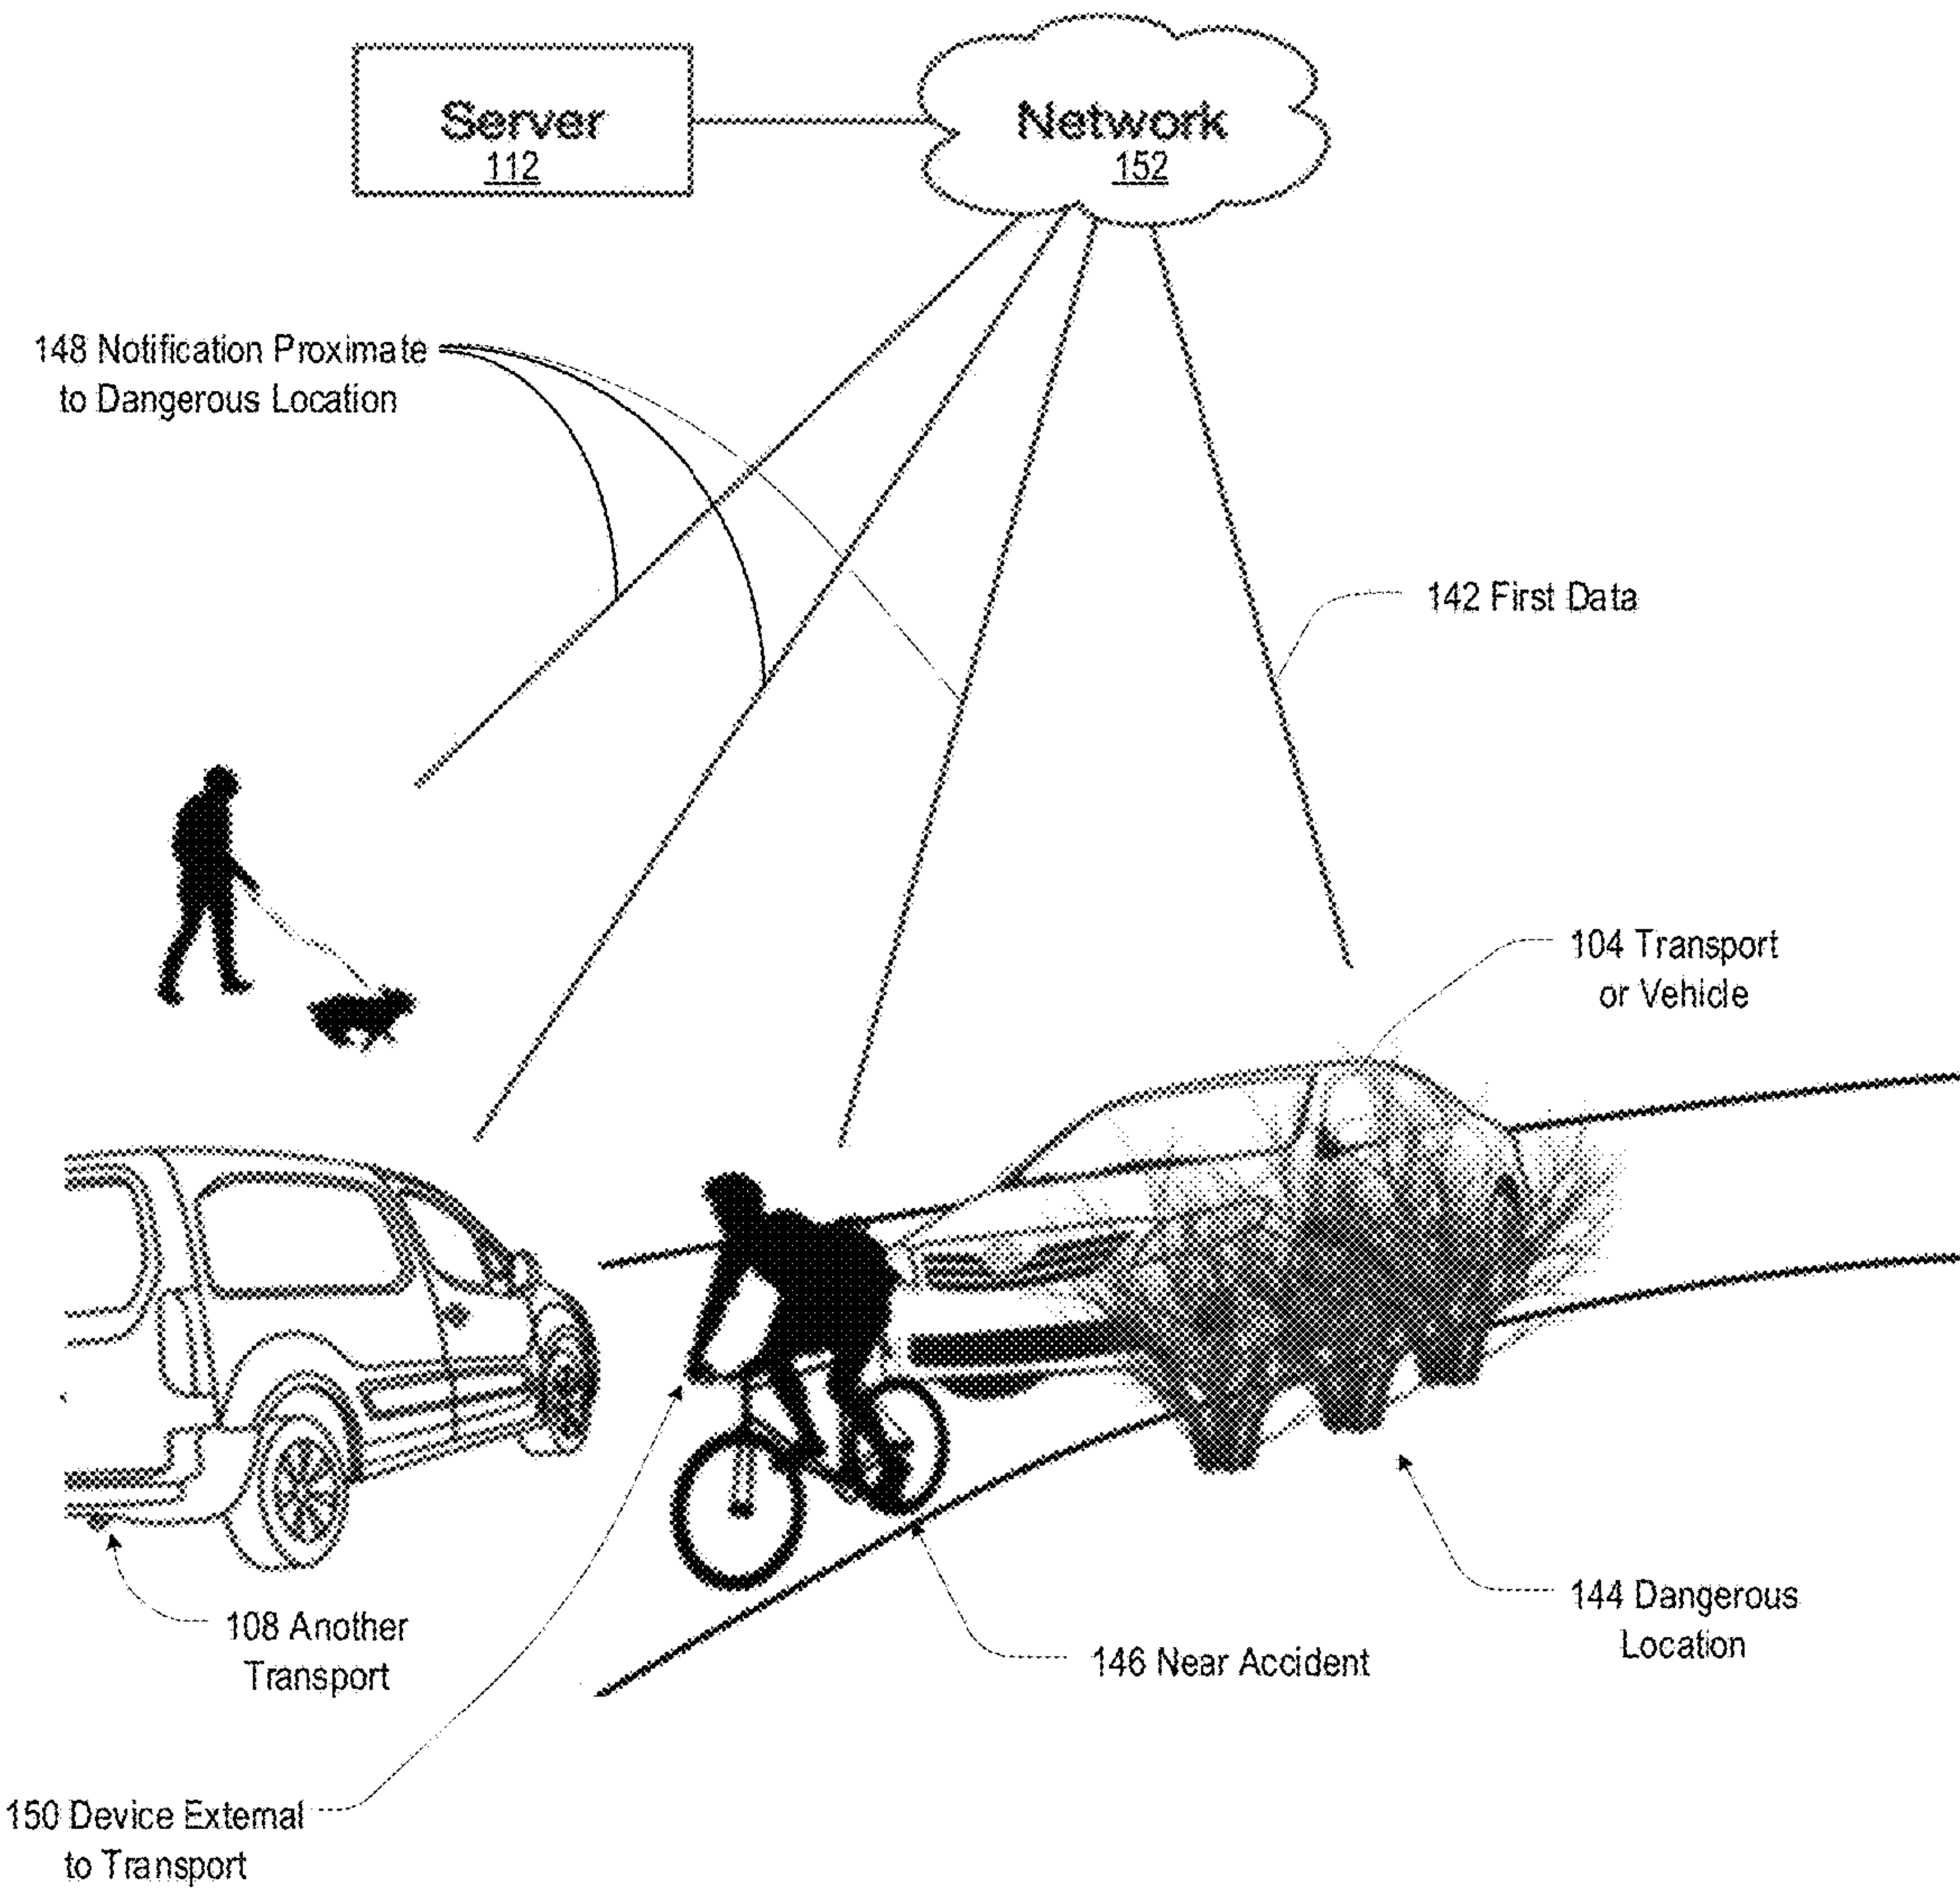 Server
112
Network
152
148 Notification Proximate
to Dangerous Location
142 First Data
104 Transport
or Vehicle
108 Another
Transport
146 Near Accident
144 Dangerous
Location
150 Device External
to Transport